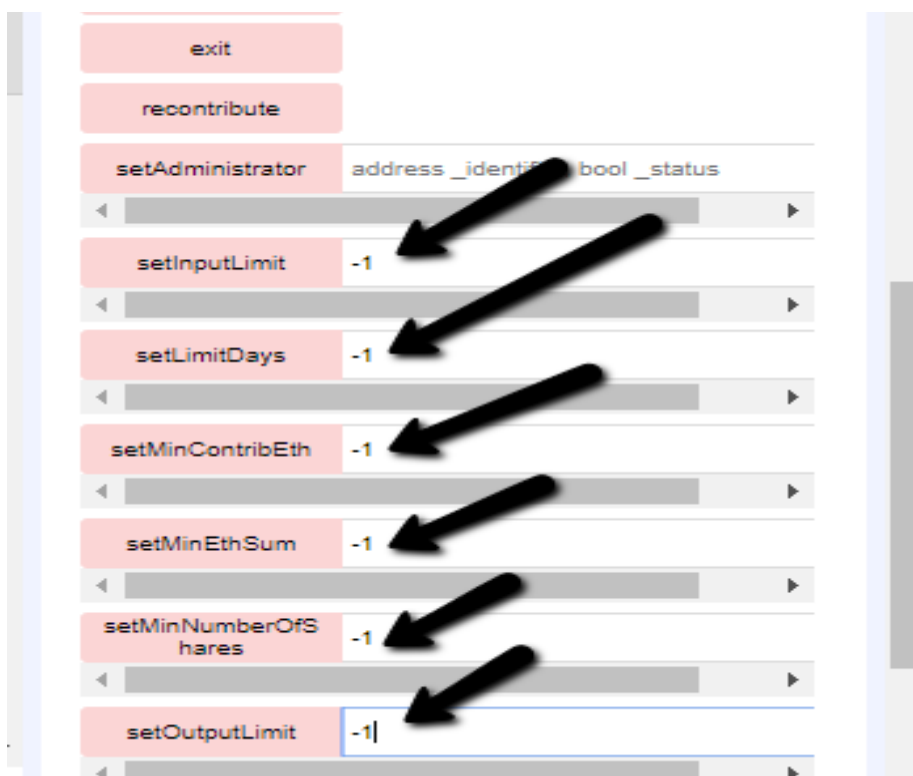 exit
recontribute
setAdministrator address _identif bool _status
setInputLimit -1
setLimitDays -1
setMinContribEth -1
setMinEthSum -1
setMinNumberOfS
hares -1
setOutputLimit -1